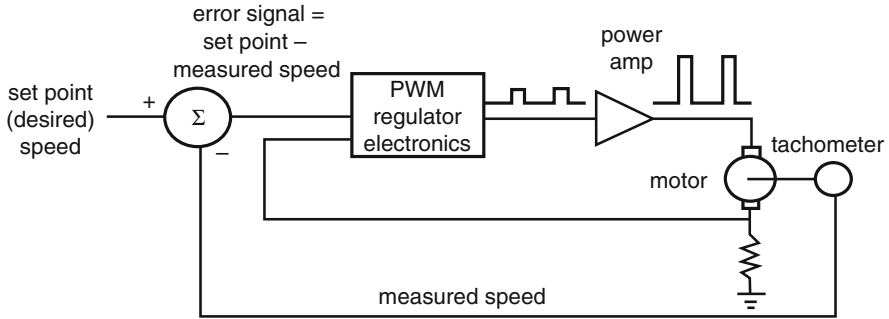 error signal =
set point –
measured speed
set point
(desired)
speed
+
Σ
–
PWM
regulator
electronics
power
amp
motor
tachometer
measured speed